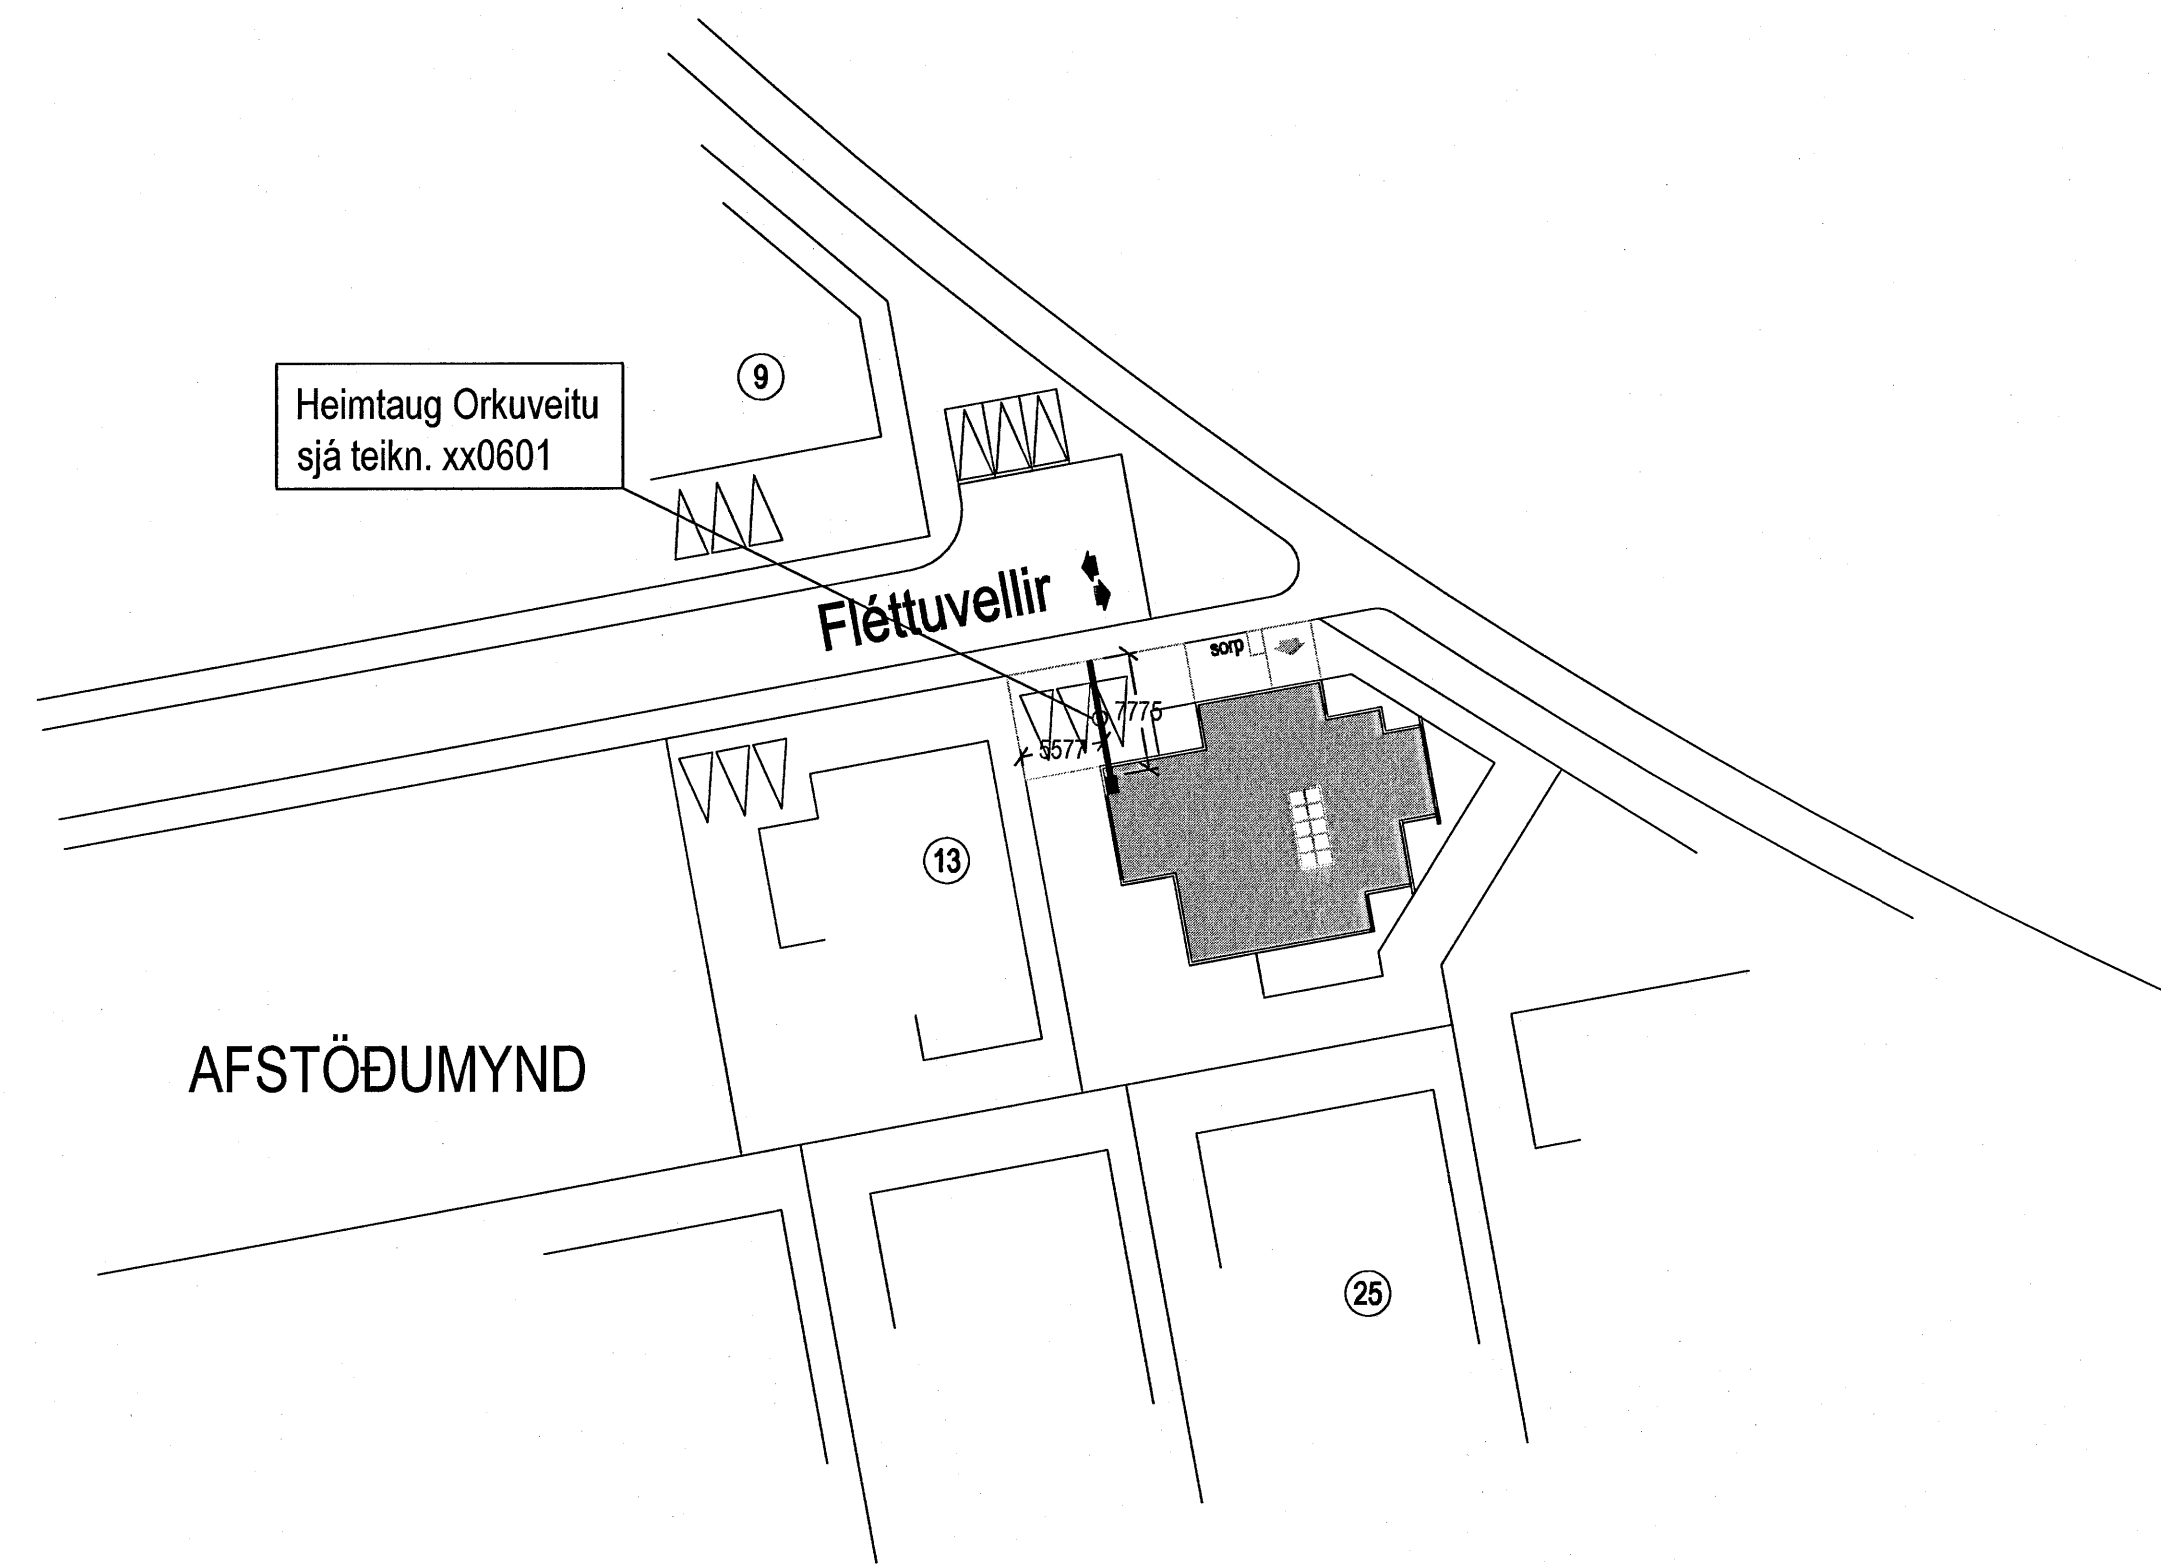 9
Heimtaug Orkuveitu
sjá teikn. xx0601
Fléttuvellir
sorp
7775
5577
13
AFSTÖÐUMYND
25